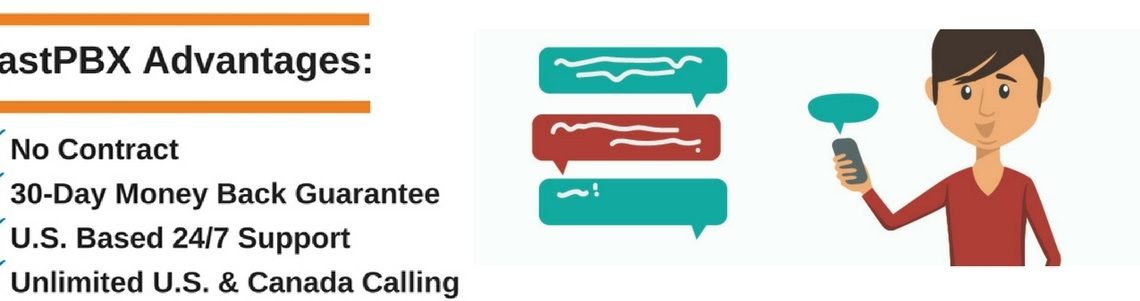 astPBX Advantages:
No Contract
30-Day Money Back Guarantee
U.S. Based 24/7 Support
Unlimited U.S. & Canada Calling